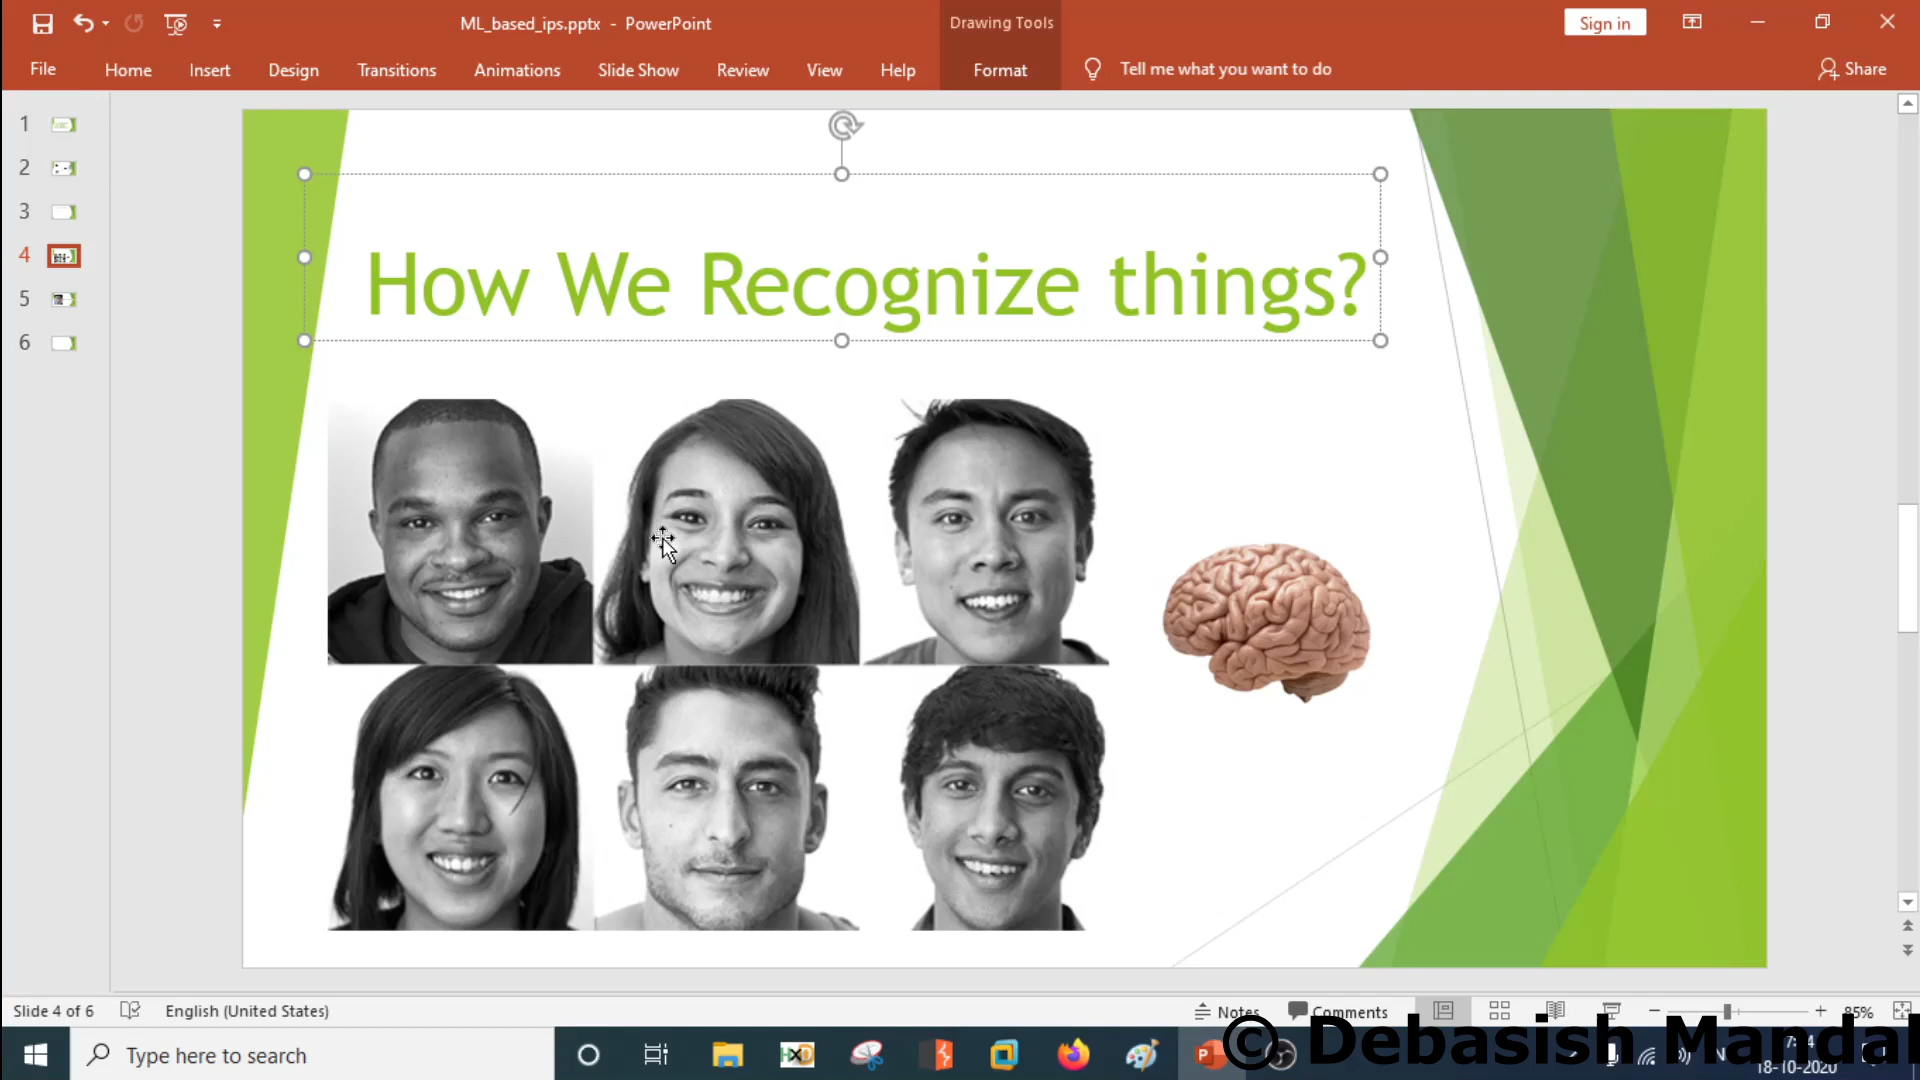 ML_based_ips.pptx - PowerPoint
Drawing Tools
Sign in
File Home Insert Design Transitions Animations Slide Show Review View Help Format Tell me what you want to do Share
1
2
3
4
5
6
How We Recognize things?
Slide 4 of 6 English (United States) Notes Comments 85%
Type here to search
© Debasish Mandal
18-10-2020